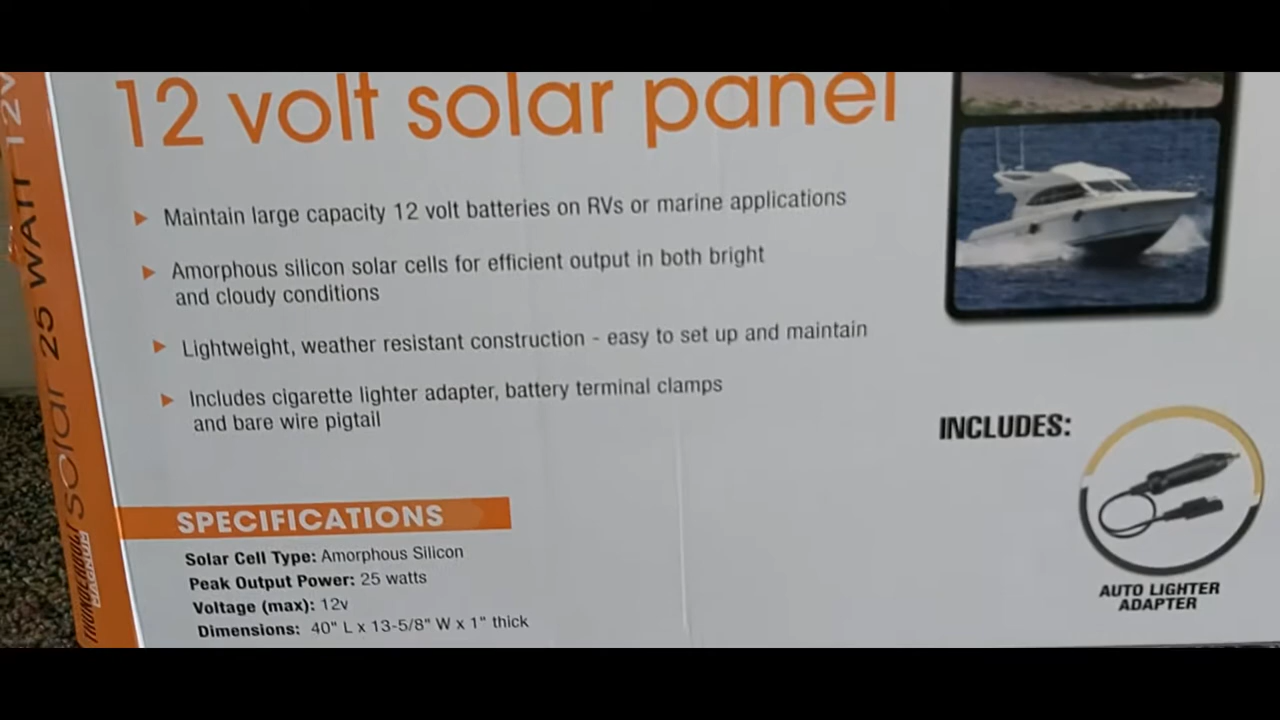 12 volt solar panel
Maintain large capacity 12 volt batteries on RVs or marine applications
Amorphous silicon solar cells for efficient output in both bright
and cloudy conditions
Lightweight, weather resistant construction - easy to set up and maintain
Includes cigarette lighter adapter, battery terminal clamps
and bare wire pigtail
SPECIFICATIONS
Solar Cell Type: Amorphous Silicon
Peak Output Power: 25 watts
Voltage (max): 12v
Dimensions: 40" L x 13-5/8" W x 1" thick
INCLUDES:
AUTO LIGHTER
ADAPTER
THUNDERBOLT
MAGNUM
solar 25 WATT 12V